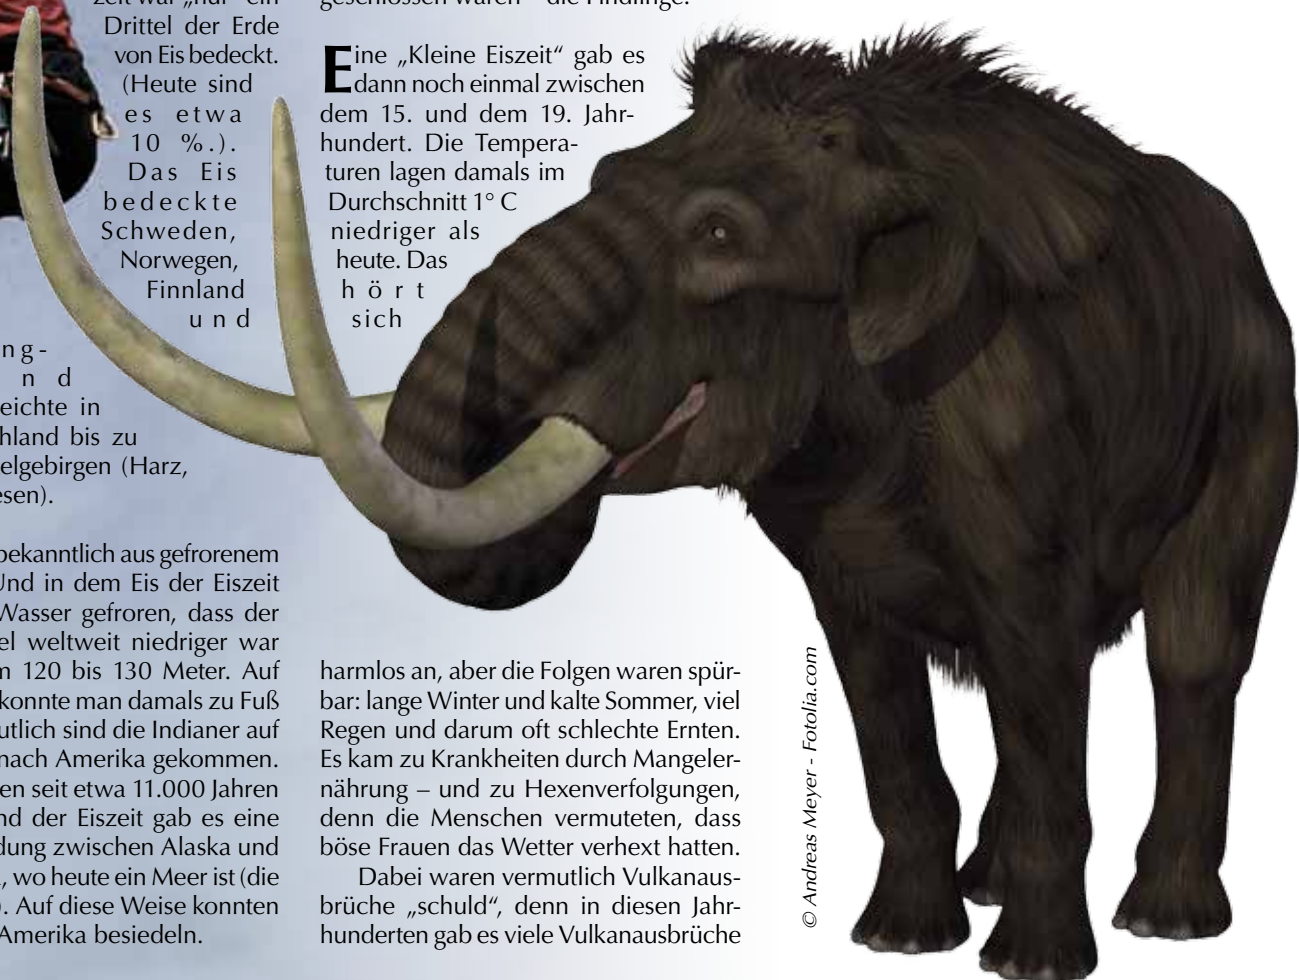 zeit war „nur“ ein
Drittel der Erde
von Eis bedeckt.
(Heute sind
es etwa
10 %.).
Das Eis
bedeckte
Schweden,
Norwegen,
Finnland
und
nd
in
bis zu
(Harz,
bekanntlich aus gefrorenem
Und in dem Eis der Eiszeit
Wasser gefroren, dass der
weltweit niedriger war
120 bis 130 Meter. Auf
konnte man damals zu Fuß
sind die Indianer auf
nach Amerika gekommen.
seit etwa 11.000 Jahren
der Eiszeit gab es eine
zwischen Alaska und
, wo heute ein Meer ist (die
). Auf diese Weise konnten
Amerika besiedeln.
geschlossen waren – die Findlinge.
Eine „Kleine Eiszeit“ gab es
dann noch einmal zwischen
dem 15. und dem 19. Jahr-
hundert. Die Tempera-
turen lagen damals im
Durchschnitt 1° C
niedriger als
heute. Das
hört
sich
harmlos an, aber die Folgen waren spür-
bar: lange Winter und kalte Sommer, viel
Regen und darum oft schlechte Ernten.
Es kam zu Krankheiten durch Mangeler-
nährung – und zu Hexenverfolgungen,
denn die Menschen vermuteten, dass
böse Frauen das Wetter verhext hatten.
Dabei waren vermutlich Vulkanaus-
brüche „schuld“, denn in diesen Jahr-
hunderten gab es viele Vulkanausbrüche
© Andreas Meyer - Fotolia.com